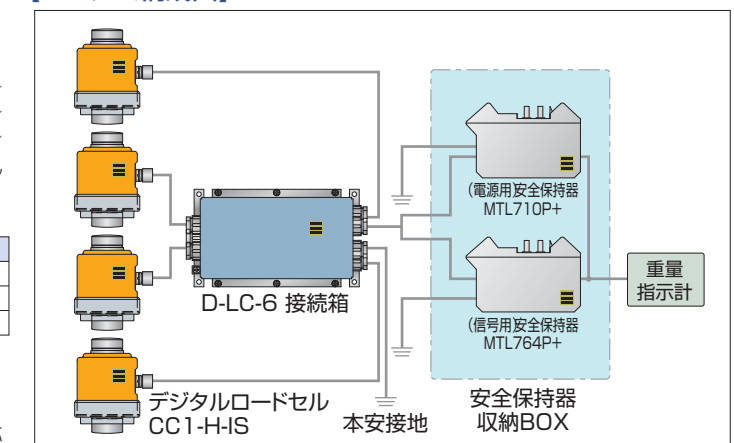 (電源用)安全保持器
MTL710P+
(信号用)安全保持器
MTL764P+
重量
指示計
D-LC-6 接続箱
デジタルロードセル
CC1-H-IS
本安接地
安全保持器
収納BOX